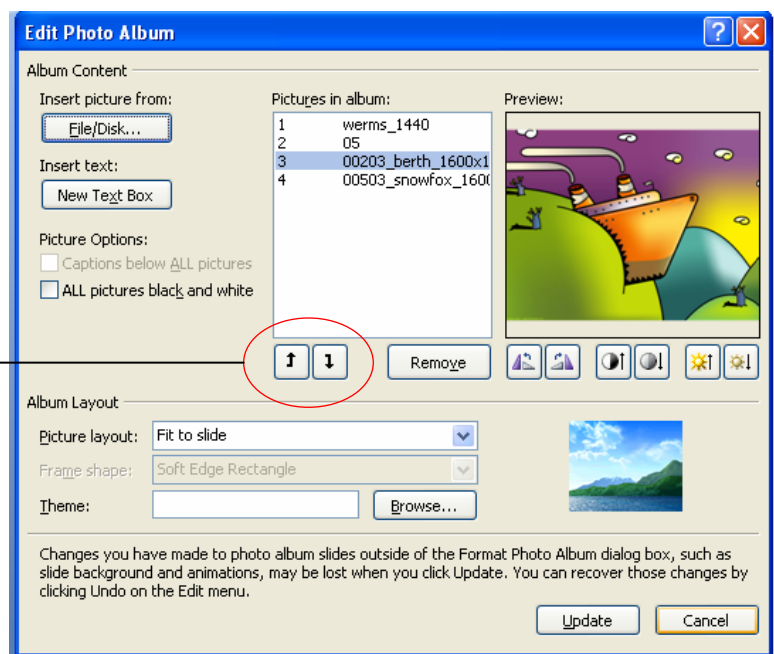 Edit Photo Album
Album Content
Insert picture from:
File/Disk...
Insert text:
New Text Box
Picture Options:
Captions below ALL pictures
ALL pictures black and white
Pictures in album:
1 werms_1440
2 05
3 00203_berth_1600x1
4 00503_snowfox_160
Remove
Preview:
Album Layout
Picture layout: Fit to slide
Frame shape: Soft Edge Rectangle
Theme:
Browse...
Changes you have made to photo album slides outside of the Format Photo Album dialog box, such as
slide background and animations, may be lost when you click Update. You can recover those changes by
clicking Undo on the Edit menu.
Update Cancel